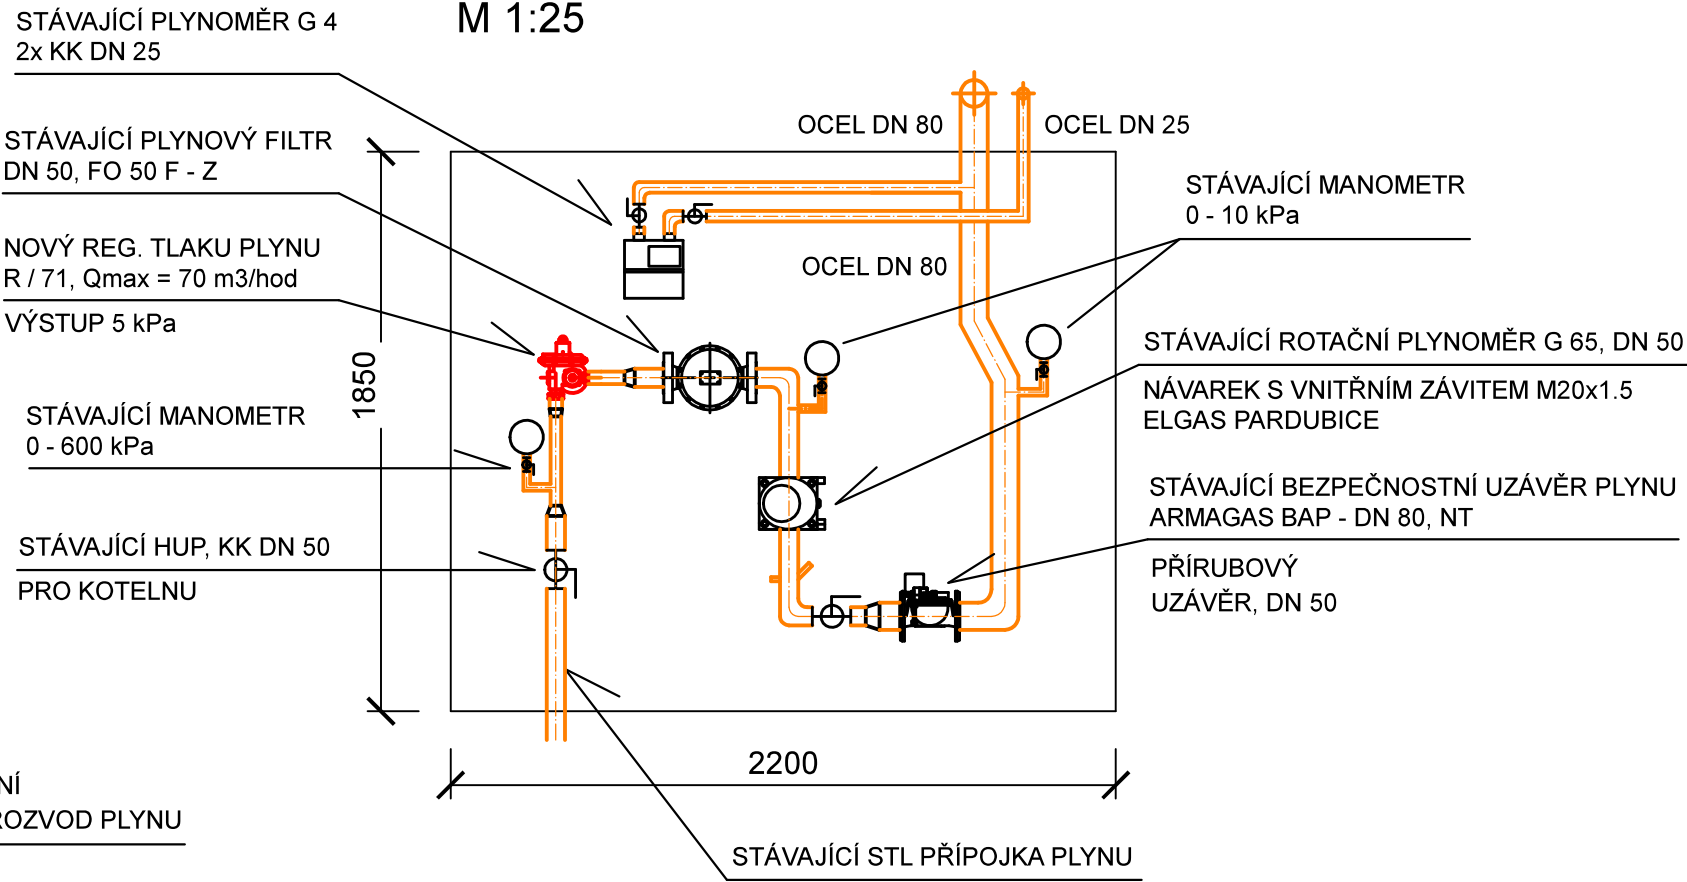 STÁVAJÍCÍ PLYNOMĚR G 4
2x KK DN 25
M 1:25
STÁVAJÍCÍ PLYNOVÝ FILTR
DN 50, FO 50 F - Z
NOVÝ REG. TLAKU PLYNU
R / 71, Qmax = 70 m3/hod
VÝSTUP 5 kPa
STÁVAJÍCÍ MANOMETR
0 - 600 kPa
STÁVAJÍCÍ HUP, KK DN 50
PRO KOTELNU
NÍ
ROZVOD PLYNU
1850
OCEL DN 80
OCEL DN 25
OCEL DN 80
STÁVAJÍCÍ MANOMETR
0 - 10 kPa
STÁVAJÍCÍ ROTAČNÍ PLYNOMĚR G 65, DN 50
NÁVAREK S VNITŘNÍM ZÁVITEM M20x1.5
ELGAS PARDUBICE
STÁVAJÍCÍ BEZPEČNOSTNÍ UZÁVĚR PLYNU
ARMAGAS BAP - DN 80, NT
PŘÍRUBOVÝ
UZÁVĚR, DN 50
2200
STÁVAJÍCÍ STL PŘÍPOJKA PLYNU